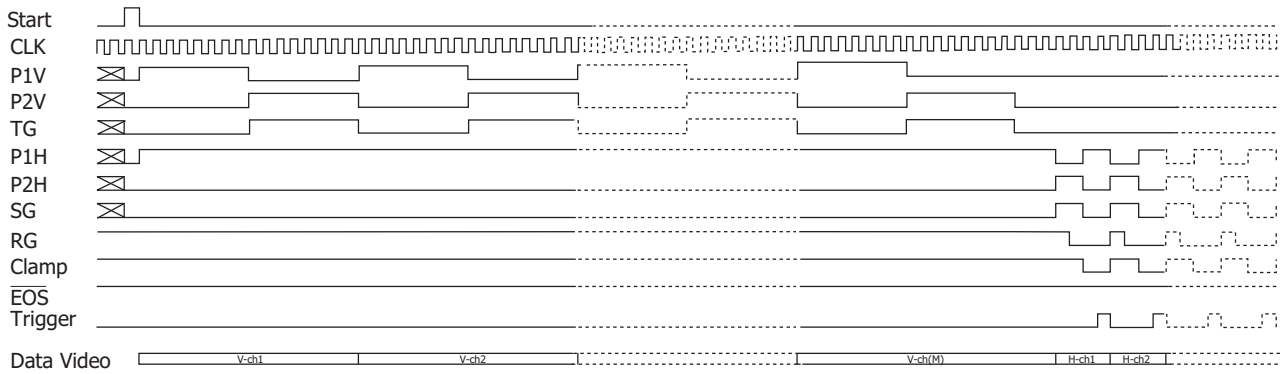 Start
CLK
P1V
P2V
TG
P1H
P2H
SG
RG
Clamp
EOS
Trigger
Data Video V-ch1 V-ch2 V-ch(M) H-ch1 H-ch2